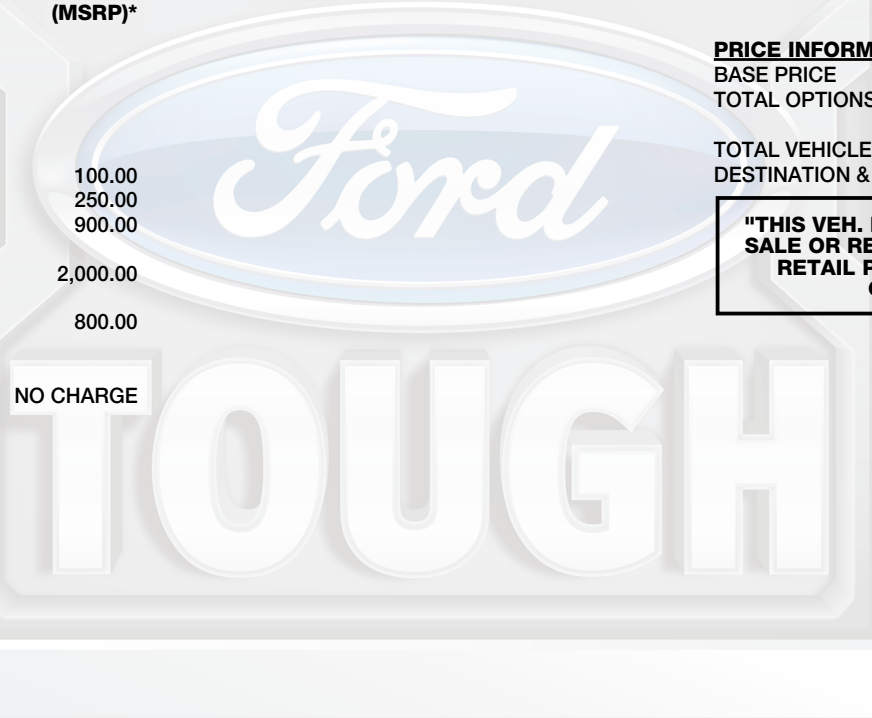 (MSRP)*
100.00
250.00
900.00
2,000.00
800.00
NO CHARGE
PRICE INFORM
BASE PRICE
TOTAL OPTIONS
TOTAL VEHICLE
DESTINATION &
"THIS VEH.
SALE OR RE
RETAIL P
Ford
TOUGH